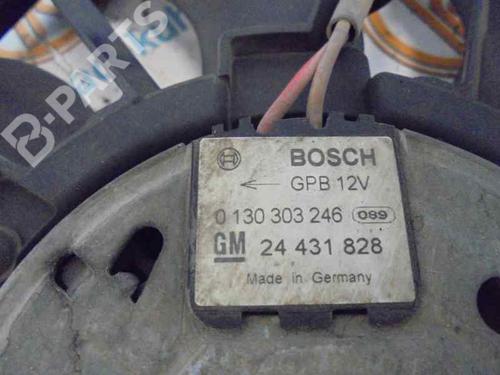 B-PARTS
BOSCH
GPB 12V
0 130 303 246 089
GM 24 431 828
Made in Germany